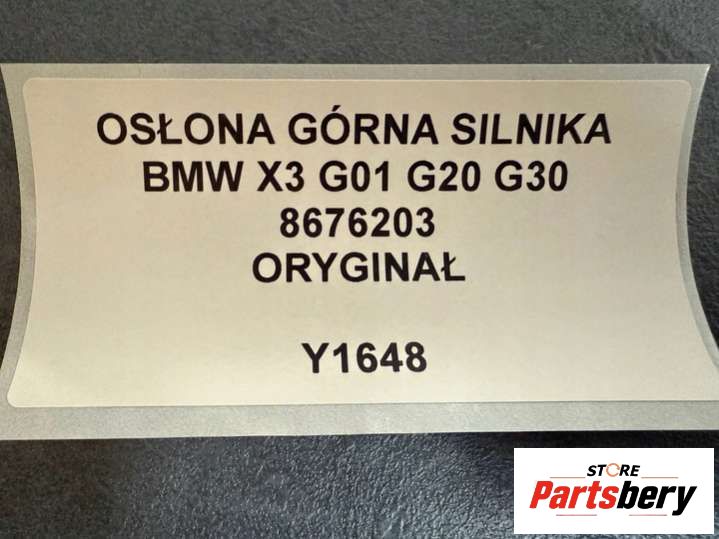 OSŁONA GÓRNA SILNIKA
BMW X3 G01 G20 G30
8676203
ORYGINAŁ
Y1648
STORE
Partsbery